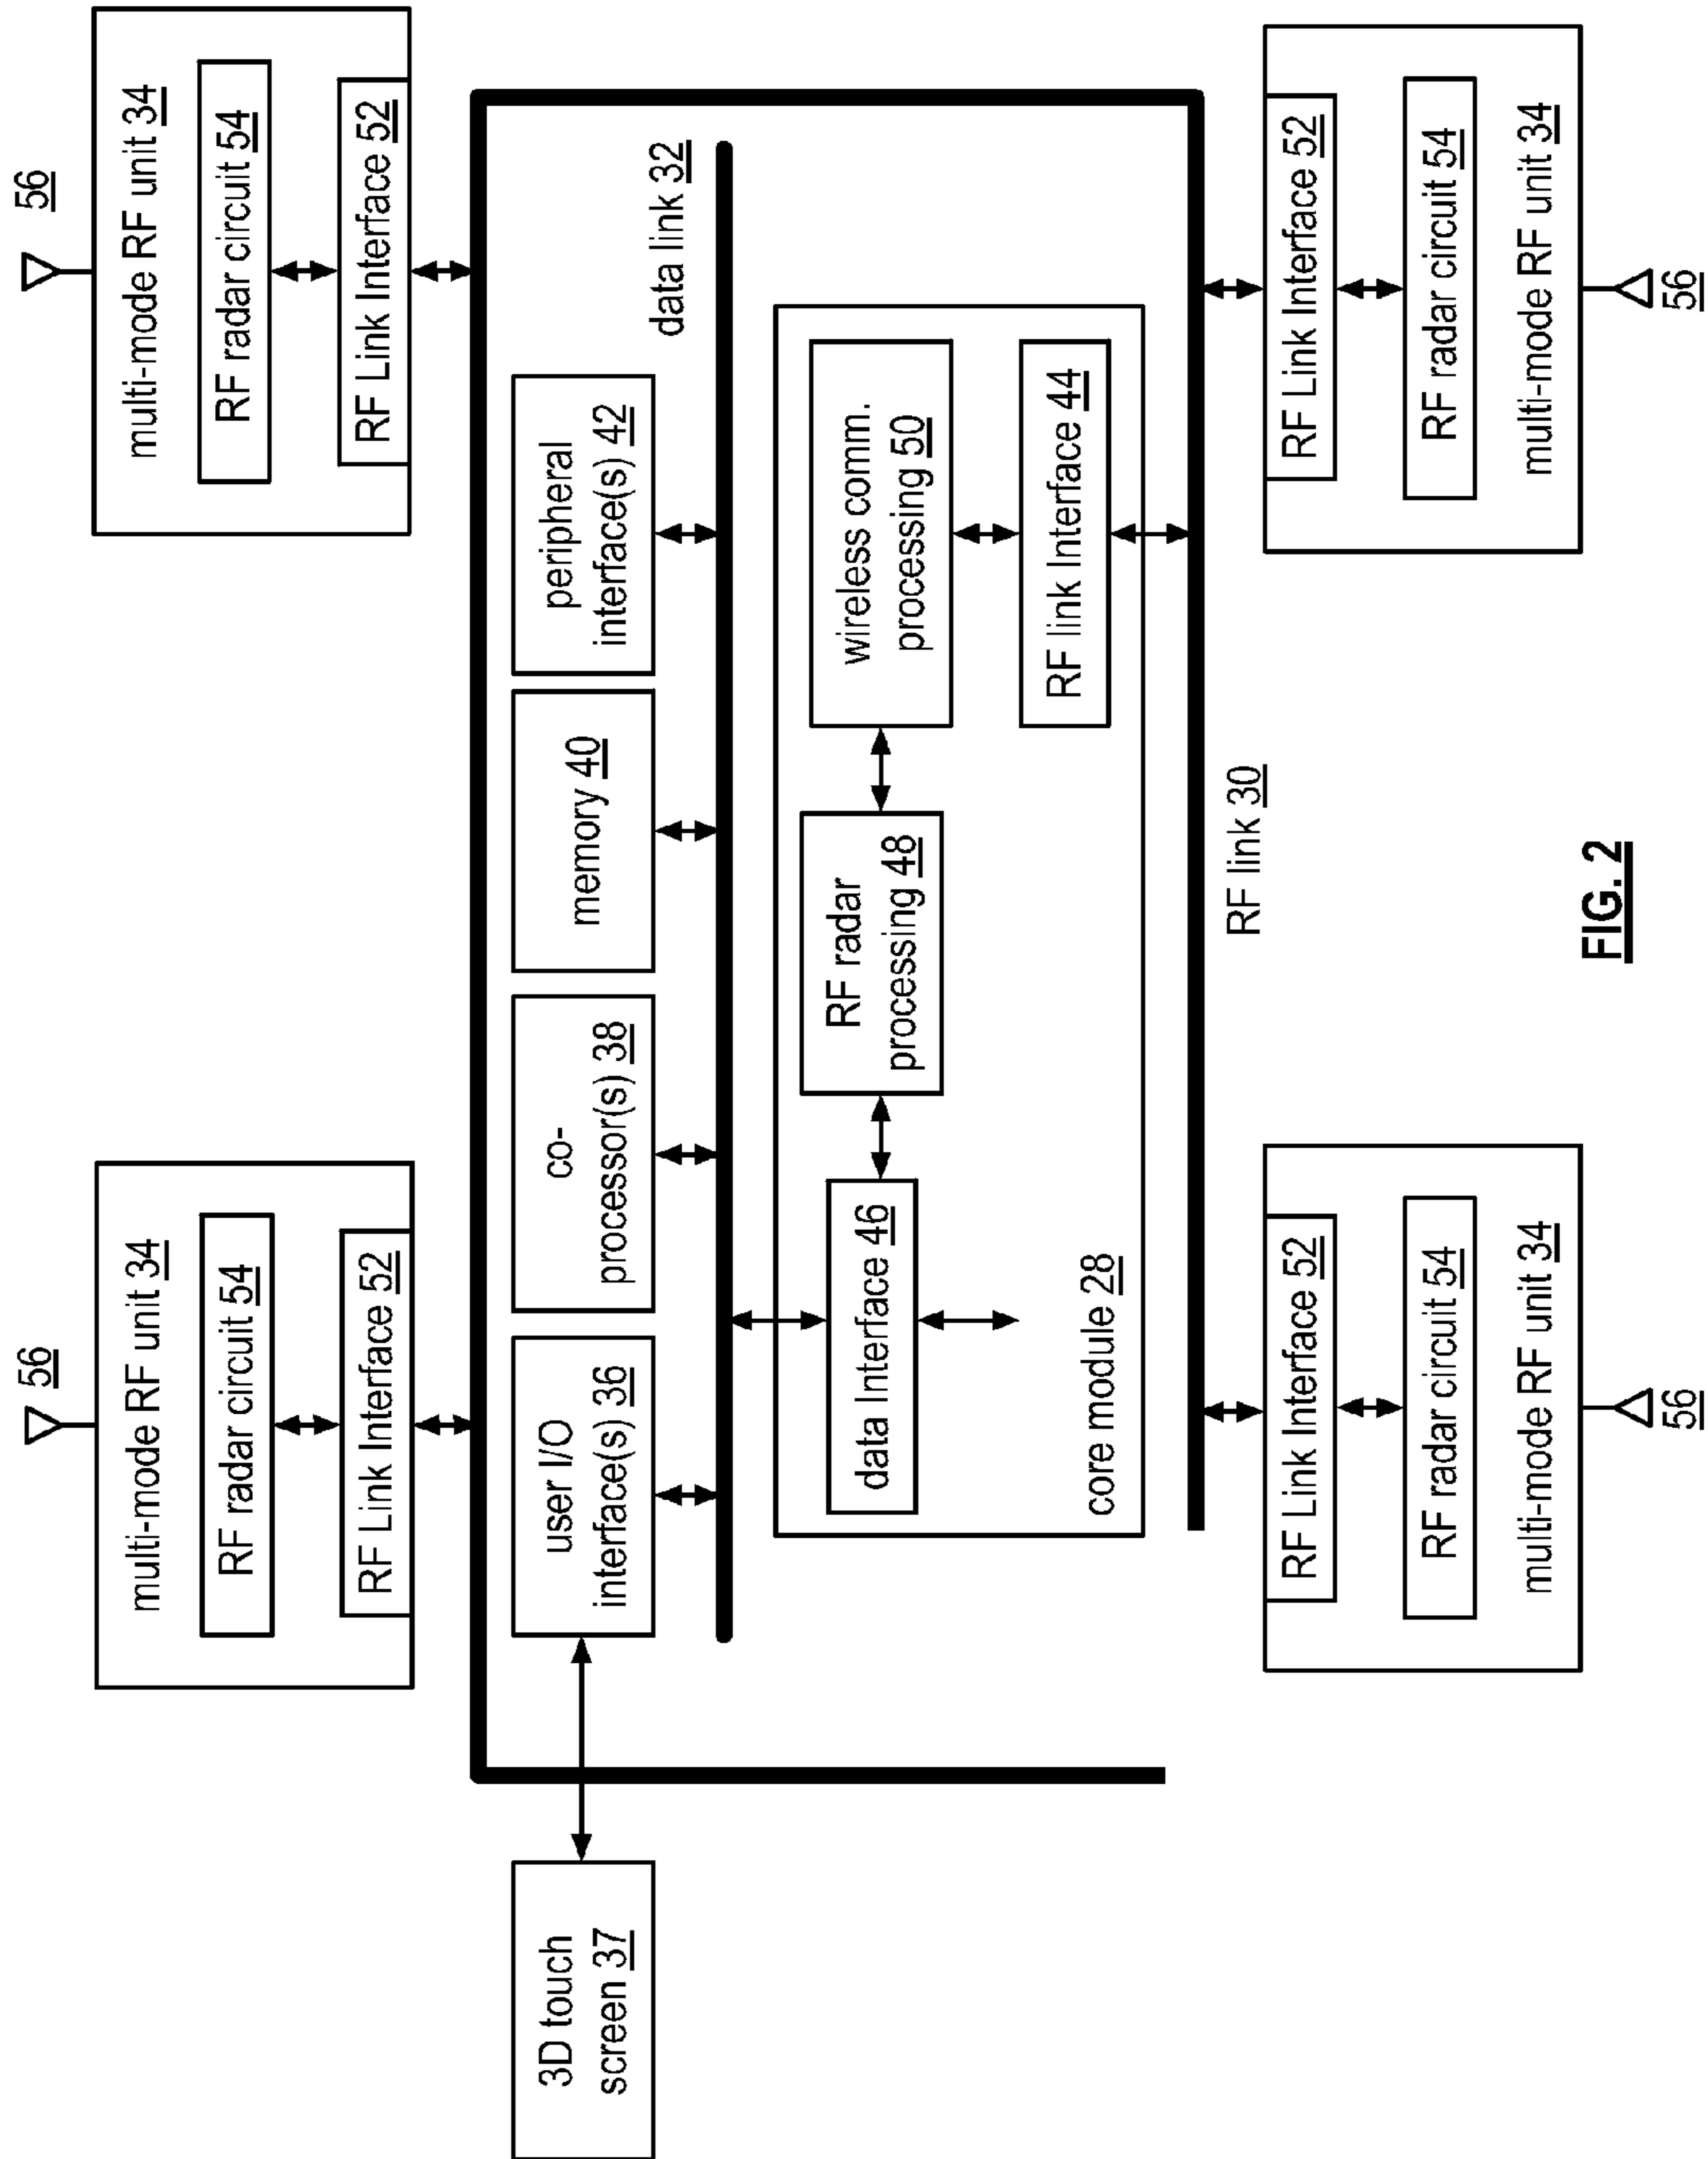 56
56
multi-mode RF unit 34
RF radar circuit 54
RF Link Interface 52
multi-mode RF unit 34
RF radar circuit 54
RF Link Interface 52
3D touch
screen 37
user I/O
interface(s) 36
co-
processor(s) 38
memory 40
peripheral
interface(s) 42
data link 32
data Interface 46
RF radar
processing 48
wireless comm.
processing 50
RF link Interface 44
core module 28
RF link 30
RF Link Interface 52
RF radar circuit 54
multi-mode RF unit 34
RF Link Interface 52
RF radar circuit 54
multi-mode RF unit 34
56
56
FIG. 2